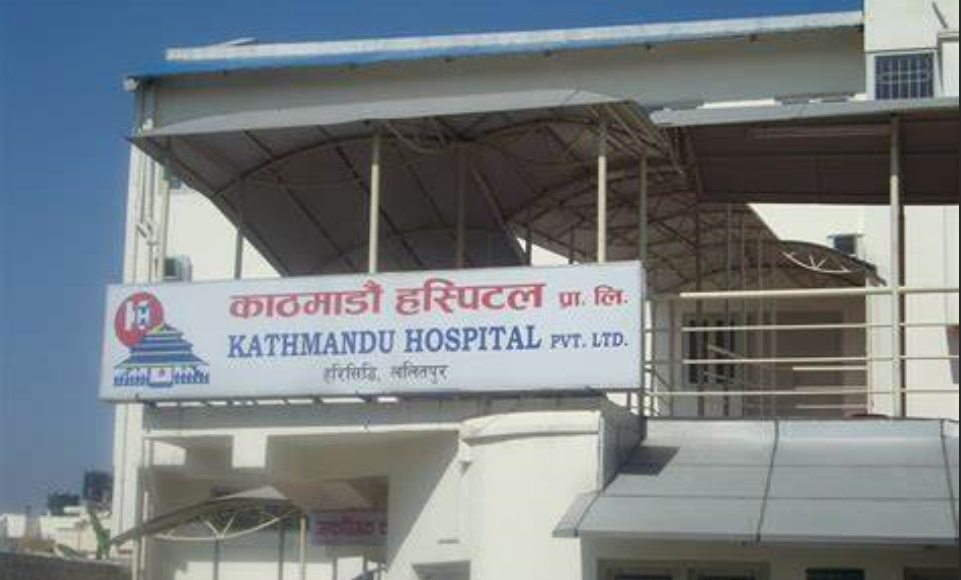 काठमाडौं हस्पिटल प्रा. लि.
KATHMANDU HOSPITAL PVT. LTD.
हरिसिद्धि, ललितपुर